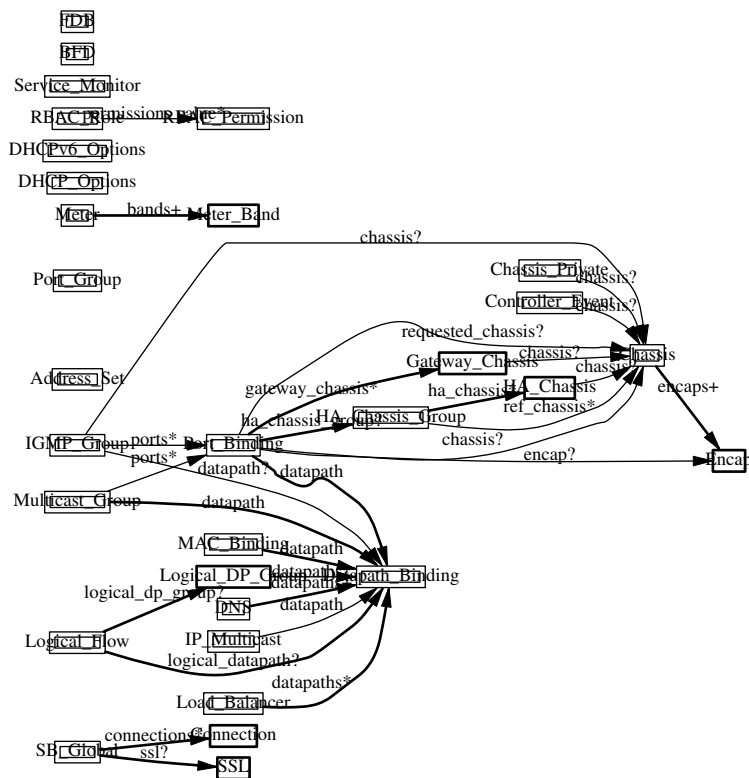 FDB
BFD
Service_Monitor
RBAC_Role
permissions value*
RBAC_Permission
DHCPv6_Options
DHCP_Options
Meter
bands+
Meter_Band
chassis?
Chassis_Private
chassis?
Port_Group
Controller_Event
chassis?
requested_chassis?
Chassis
Gateway_Chassis
chassis?
Address_Set
gateway_chassis*
ha_chassis*
HA_Chassis
chassis?
encaps+
ref_chassis*
HA_Chassis_Group
ha_chassis_group?
IGMP_Group
ports*
Port_Binding
chassis?
ports*
encap?
Encap
datapath?
datapath
Multicast_Group
datapath
MAC_Binding
datapath
Logical_DP_Group
datapaths*
Datapath_Binding
logical_dp_group?
datapaths*
DNS
datapath
Logical_Flow
IP_Multicast
logical_datapath?
datapaths*
Load_Balancer
connections*
Connection
SB_Global
ssl?
SSL